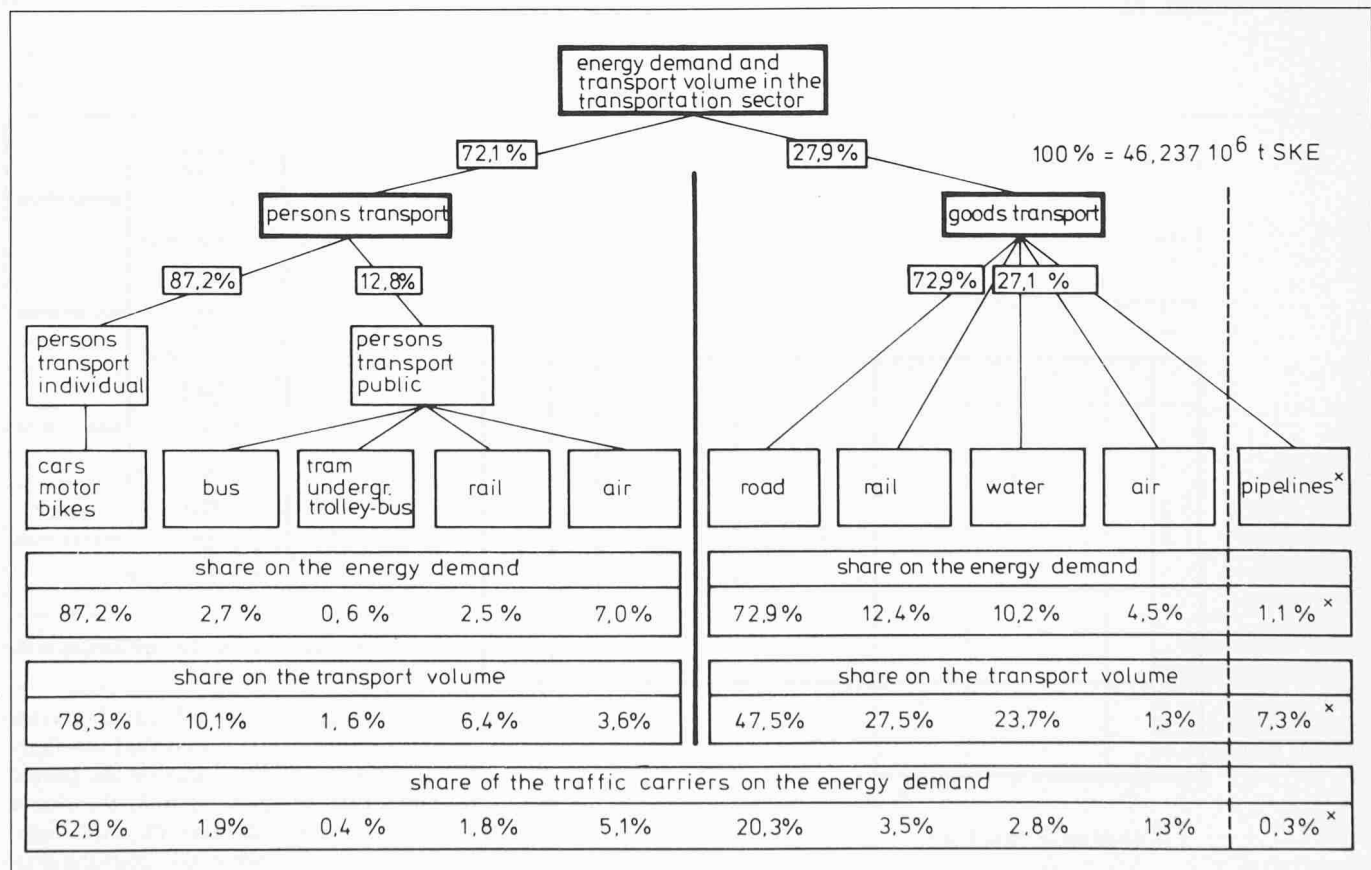 energy demand and
transport volume in the
transportation sector
72,1 %
27,9 %
100 % = 46,237 10⁶ t SKE
persons transport
goods transport
87,2%
12,8%
72,9%
27,1 %
persons
transport
individual
persons
transport
public
cars
motor
bikes
bus
tram
undergr.
trolley-bus
rail
air
road
rail
water
air
pipelines ˣ
share on the energy demand
87,2% 2,7 % 0,6 % 2,5% 7,0%
share on the energy demand
72,9% 12,4% 10,2% 4,5% 1,1 % ˣ
share on the transport volume
78,3% 10,1% 1,6% 6,4% 3,6%
share on the transport volume
47,5% 27,5% 23,7% 1,3% 7,3% ˣ
share of the traffic carriers on the energy demand
62,9% 1,9% 0,4 % 1,8% 5,1% 20,3% 3,5% 2,8% 1,3% 0,3% ˣ